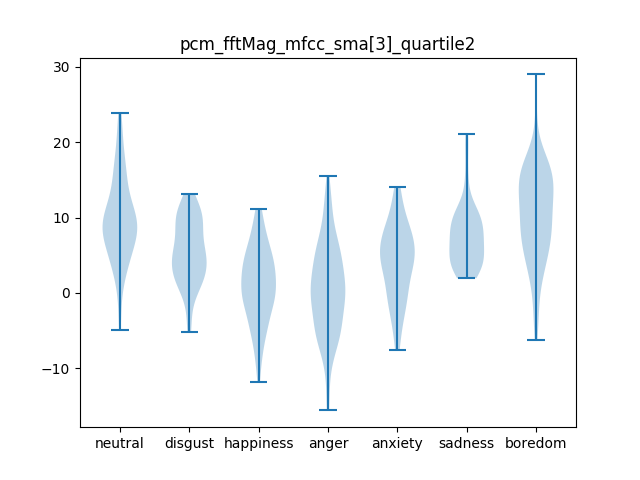 pcm_fftMag_mfcc_sma[3]_quartile2
30
20
10
0
−10
neutral disgust happiness anger anxiety sadness boredom